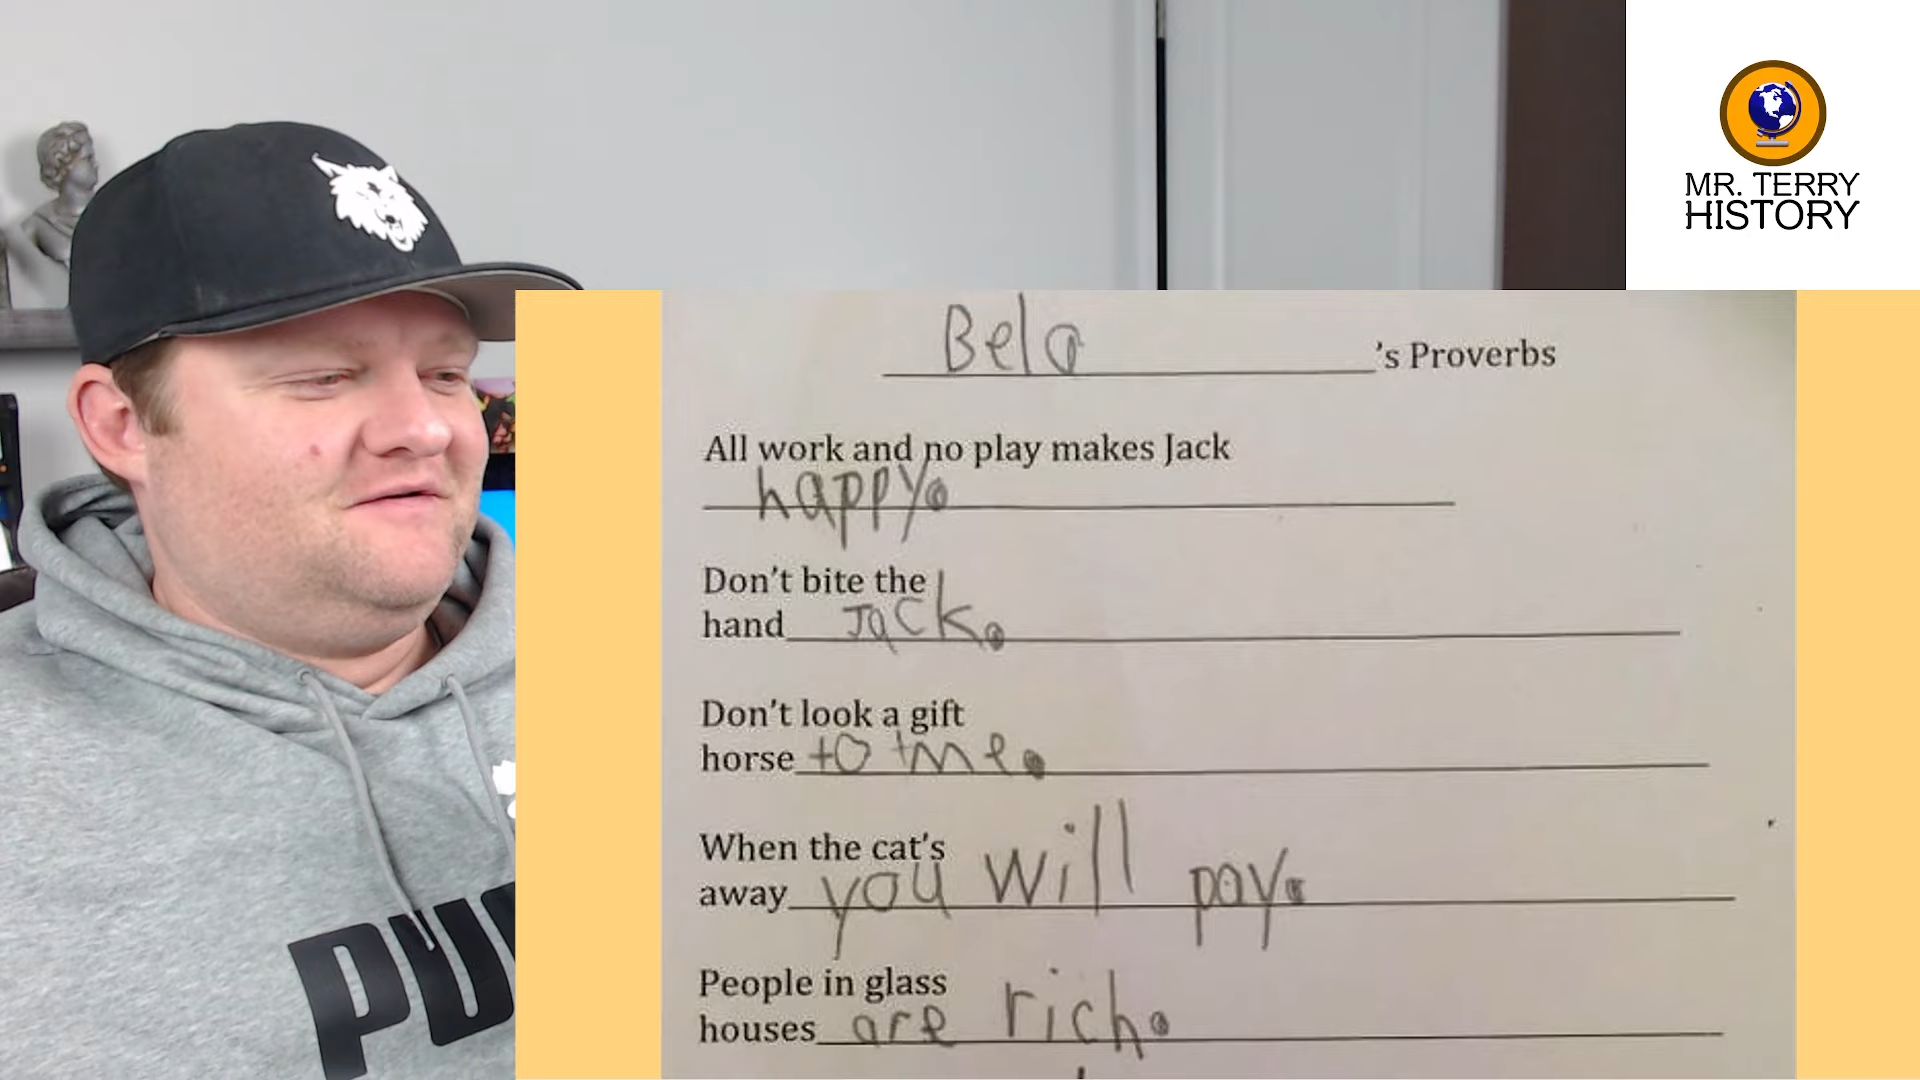 MR. TERRY
HISTORY
Bela's Proverbs
All work and no play makes Jack
happy.
Don't bite the
hand Jack.
Don't look a gift
horse to me.
When the cat's
away you will pay.
People in glass
houses are rich.
PU